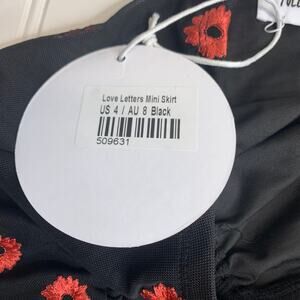 Love Letters Mini Skirt
US 4 / AU 8 Black
509631